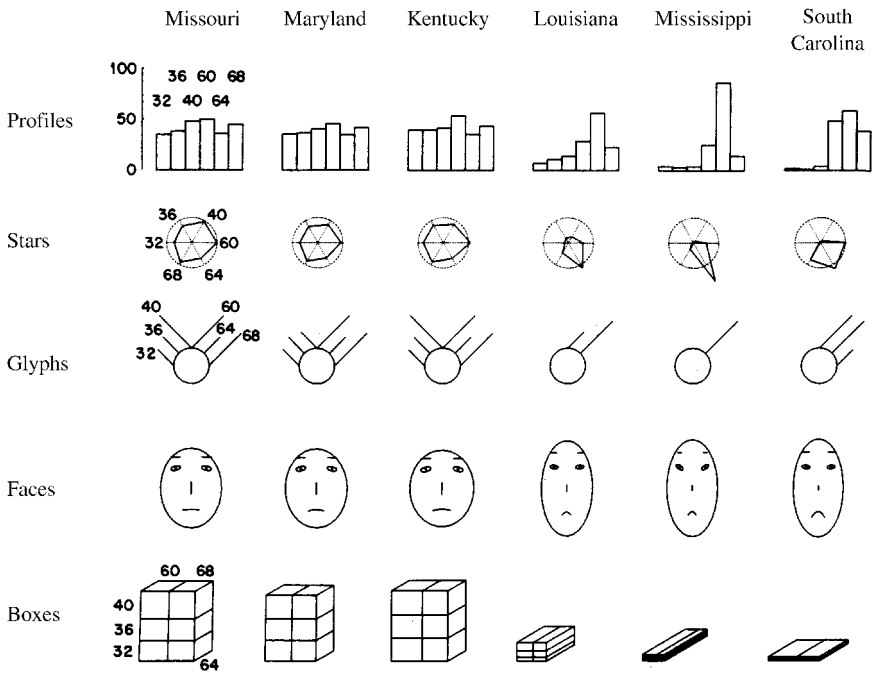 Missouri Maryland Kentucky Louisiana Mississippi South
Carolina
100
36 60 68
32 40 64
Profiles
50
0
36 40
Stars
32 60
68 64
40 60
36 64 68
32
Glyphs
Faces
60 68
40
Boxes
36
32
64